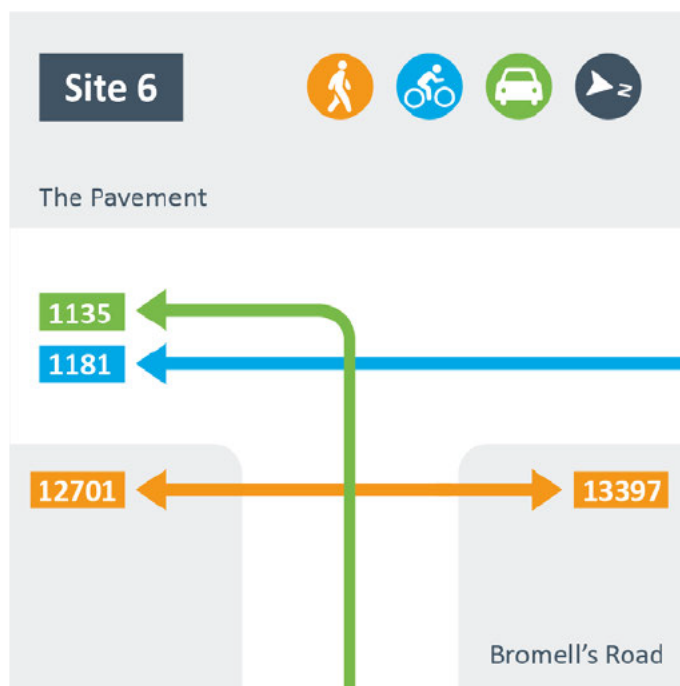 Site 6
N
The Pavement
1135
1181
12701
13397
Bromell's Road